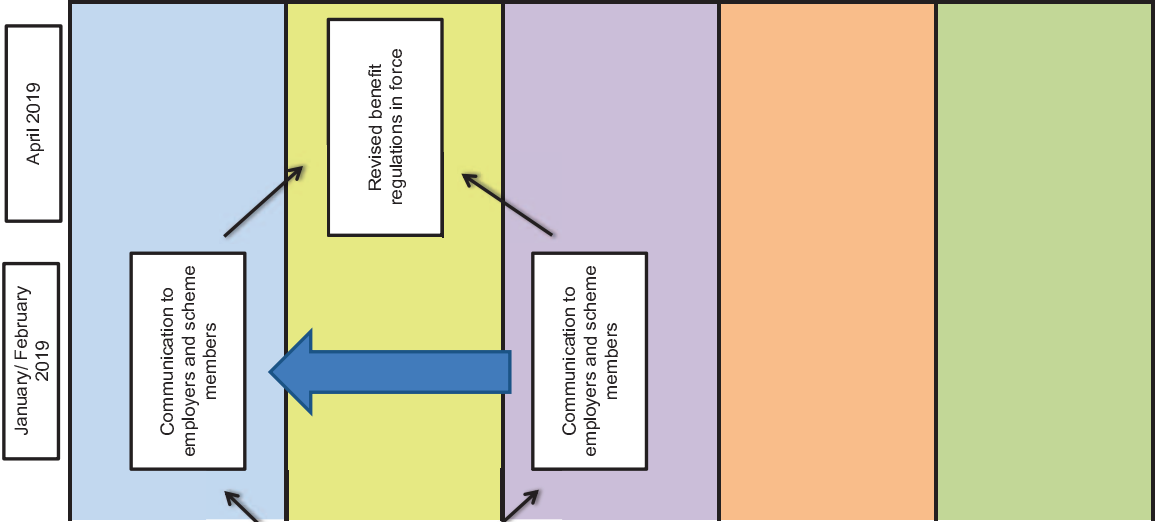 January/ February
2019
April 2019
Communication to
employers and scheme
members
Revised benefit
regulations in force
Communication to
employers and scheme
members